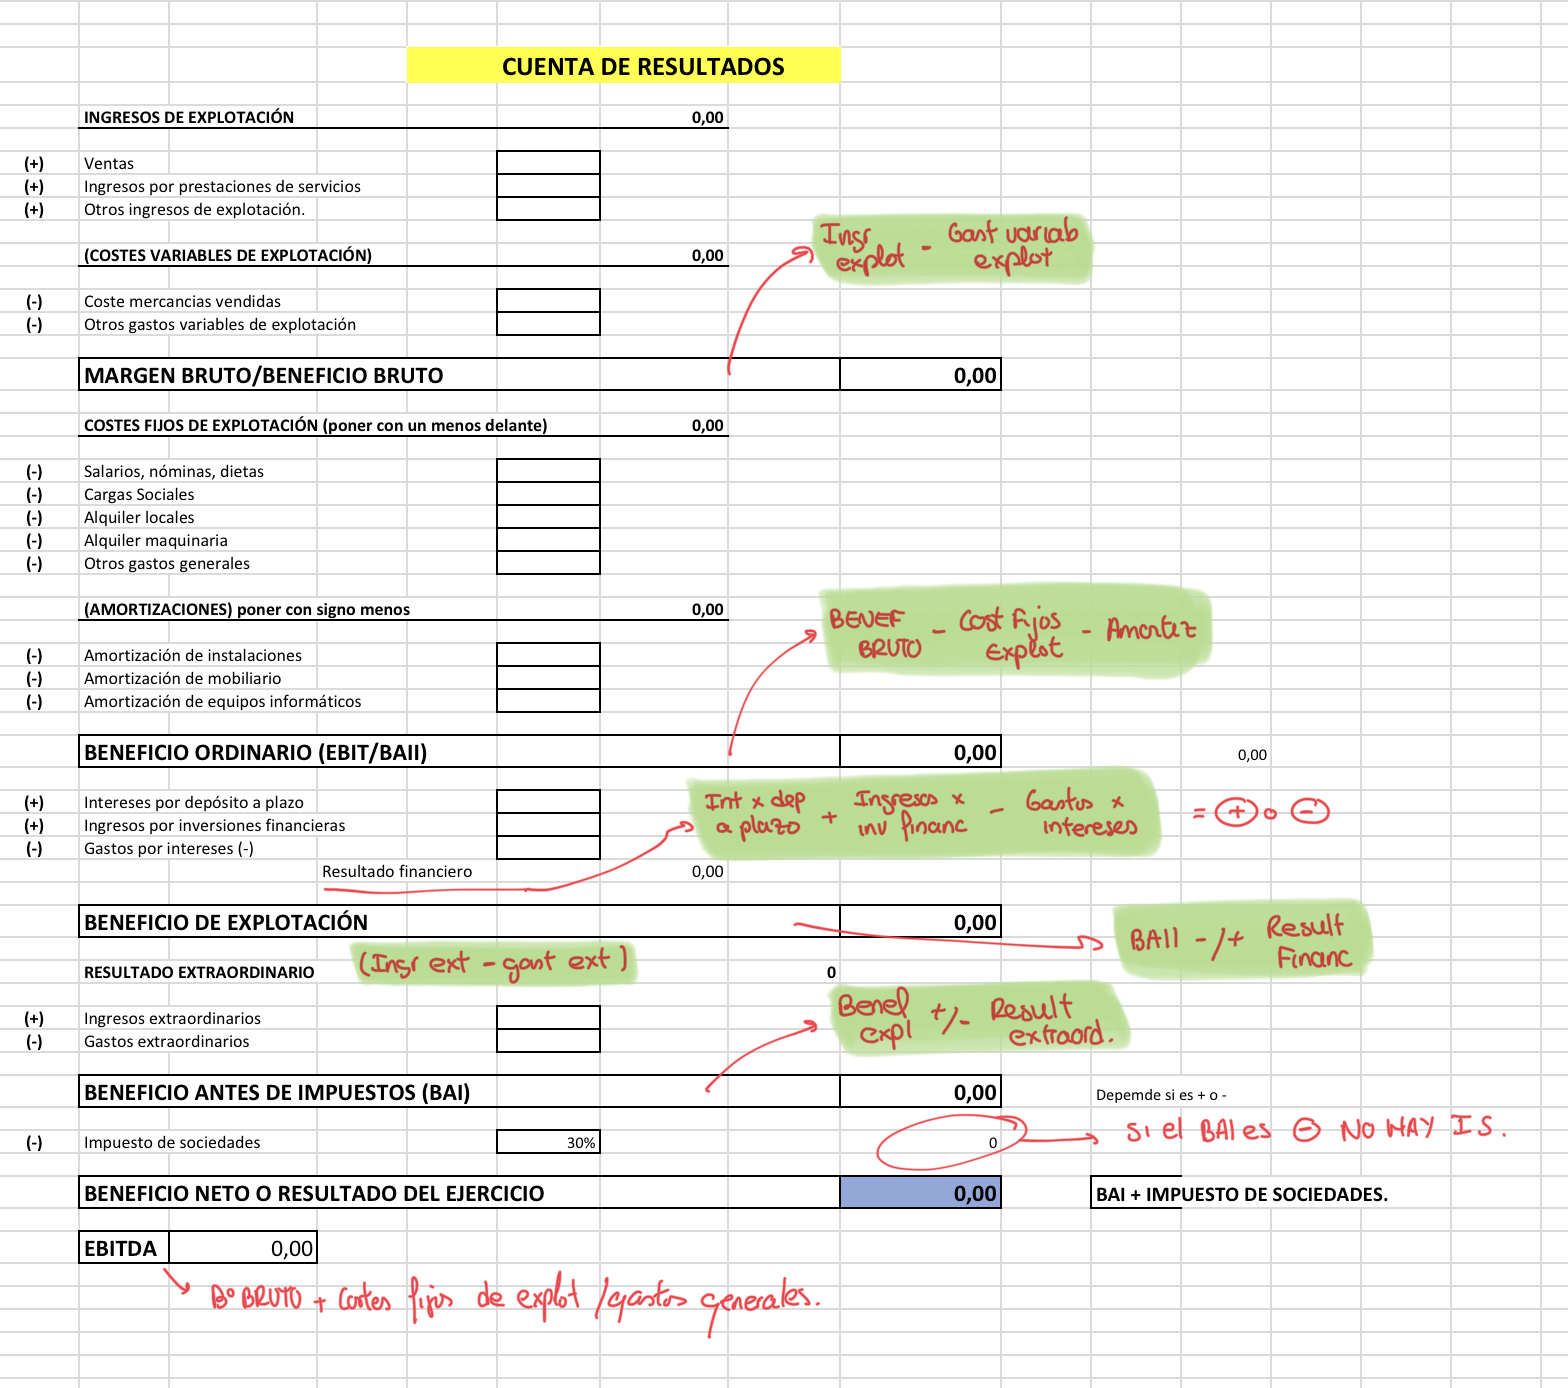 CUENTA DE RESULTADOS
INGRESOS DE EXPLOTACIÓN 0,00
(+) Ventas
(+) Ingresos por prestaciones de servicios
(+) Otros ingresos de explotación.
Ingr explot - Gast variab explot
(COSTES VARIABLES DE EXPLOTACIÓN) 0,00
(-) Coste mercancias vendidas
(-) Otros gastos variables de explotación
MARGEN BRUTO/BENEFICIO BRUTO 0,00
COSTES FIJOS DE EXPLOTACIÓN (poner con un menos delante) 0,00
(-) Salarios, nóminas, dietas
(-) Cargas Sociales
(-) Alquiler locales
(-) Alquiler maquinaria
(-) Otros gastos generales
(AMORTIZACIONES) poner con signo menos 0,00
BENEF BRUTO - Cost fijos Explot - Amortiz
(-) Amortización de instalaciones
(-) Amortización de mobiliario
(-) Amortización de equipos informáticos
BENEFICIO ORDINARIO (EBIT/BAII) 0,00 0,00
(+) Intereses por depósito a plazo
(+) Ingresos por inversiones financieras
(-) Gastos por intereses (-)
Int x dep a plazo + Ingresos x inv financ - Gastos x intereses = + o -
Resultado financiero 0,00
BENEFICIO DE EXPLOTACIÓN 0,00
BAII -/+ Result Financ
RESULTADO EXTRAORDINARIO (Ingr ext - gast ext) 0
(+) Ingresos extraordinarios
(-) Gastos extraordinarios
Benef expl +/- Result extraord.
BENEFICIO ANTES DE IMPUESTOS (BAI) 0,00 Depemde si es + o -
(-) Impuesto de sociedades 30% 0
si el BAI es - NO HAY IS.
BENEFICIO NETO O RESULTADO DEL EJERCICIO 0,00 BAI + IMPUESTO DE SOCIEDADES.
EBITDA 0,00
Bº BRUTO + Costes fijos de explot / gastos generales.